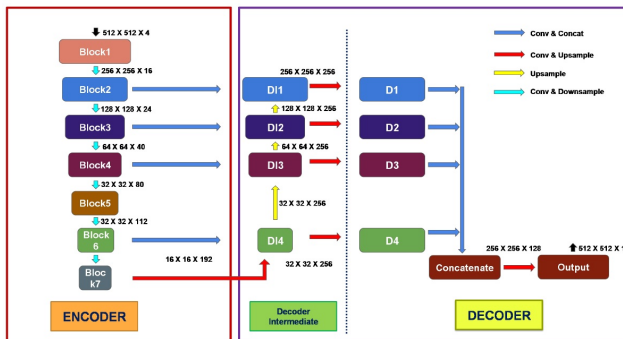 512 X 512 X 4
Block1
256 X 256 X 16
Block2
128 X 128 X 24
Block3
64 X 64 X 40
Block4
32 X 32 X 80
Block5
32 X 32 X 112
Block
6
16 X 16 X 192
Bloc
k7
ENCODER
DI1
128 X 128 X 256
DI2
64 X 64 X 256
DI3
32 X 32 X 256
DI4
32 X 32 X 256
Decoder
Intermediate
256 X 256 X 256
D1
D2
D3
D4
Concatenate
256 X 256 X 128
Output
512 X 512 X 1
DECODER
Conv & Concat
Conv & Upsample
Upsample
Conv & Downsample